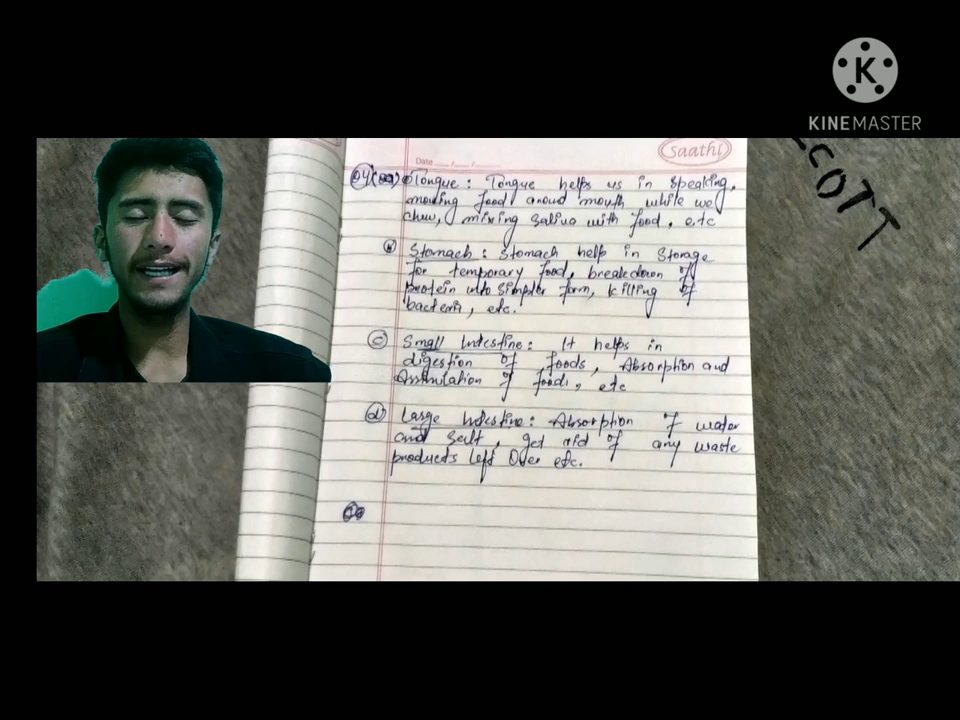 KINEMASTER
Saathi
Date
Tongue: Tongue helps us in speaking,
mouing food aroud mouth while we
chew, mixing saliva with food, etc
Stomach: Stomach help in storage
for temporary food, breakdown of
protein into Simpler form, killing of
bacteria, etc.
(c) Small Intestine: It helps in
digestion of foods, Absorption and
Assimilation of foods, etc
(d) Large Intestine: Absorption of water
and salt, get rid of any waste
products left Over etc.